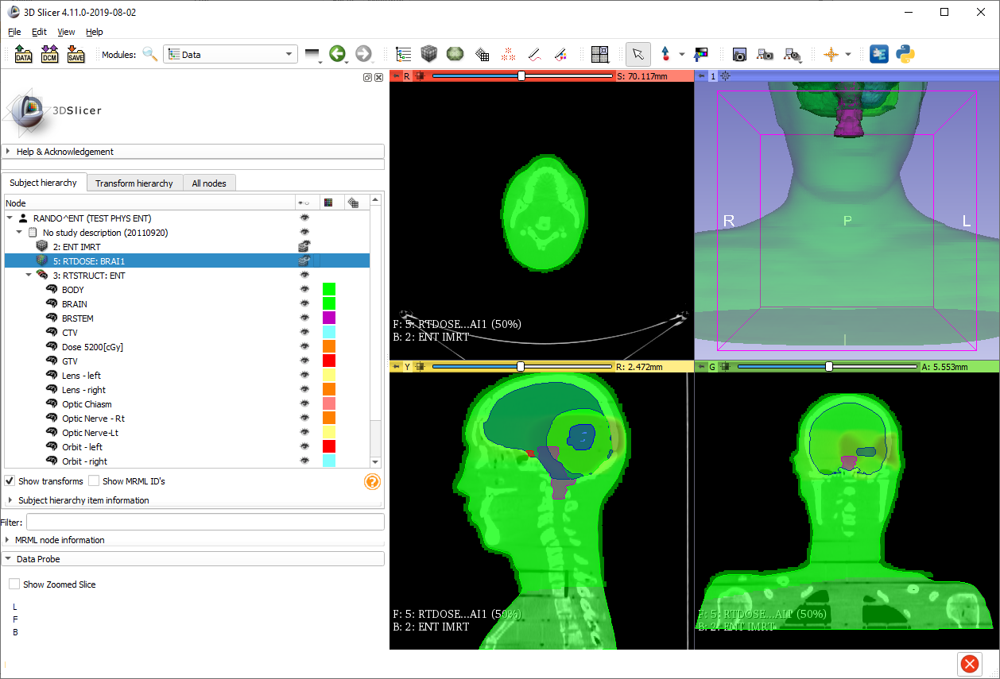 3D Slicer 4.11.0-2019-08-02
File Edit View Help
DATA DCM SAVE Modules: Data
3DSlicer
Help & Acknowledgement
Subject hierarchy Transform hierarchy All nodes
Node
RANDO^ENT (TEST PHYS ENT)
No study description (20110920)
2: ENT IMRT
5: RTDOSE: BRAI1
3: RTSTRUCT: ENT
BODY
BRAIN
BRSTEM
CTV
Dose 5200[cGy]
GTV
Lens - left
Lens - right
Optic Chiasm
Optic Nerve - Rt
Optic Nerve-Lt
Orbit - left
Orbit - right
Show transforms Show MRML ID's
Subject hierarchy item information
Filter:
MRML node information
Data Probe
Show Zoomed Slice
L
F
B
R S: 70.117mm
F: 5: RTDOSE...AI1 (50%)
B: 2: ENT IMRT
1
R P L
I
Y R: 2.472mm
F: 5: RTDOSE...AI1 (50%)
B: 2: ENT IMRT
G A: 5.553mm
F: 5: RTDOSE...AI1 (50%)
B: 2: ENT IMRT